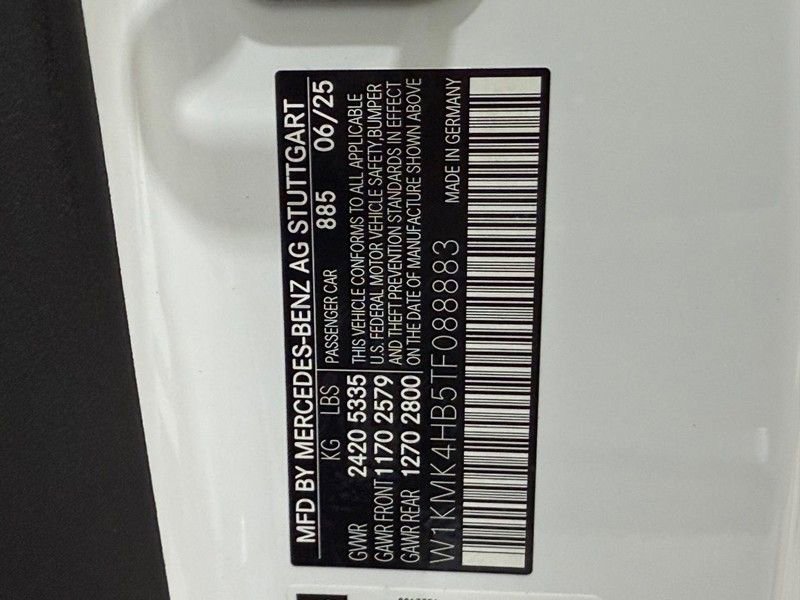 MFD BY MERCEDES-BENZ AG STUTTGART
KG LBS PASSENGER CAR 885 06/25
GVWR 2420 5335 THIS VEHICLE CONFORMS TO ALL APPLICABLE
GAWR FRONT 1170 2579 U.S. FEDERAL MOTOR VEHICLE SAFETY,BUMPER
GAWR REAR 1270 2800 AND THEFT PREVENTION STANDARDS IN EFFECT
ON THE DATE OF MANUFACTURE SHOWN ABOVE
W1KMK4HB5TF088883 MADE IN GERMANY